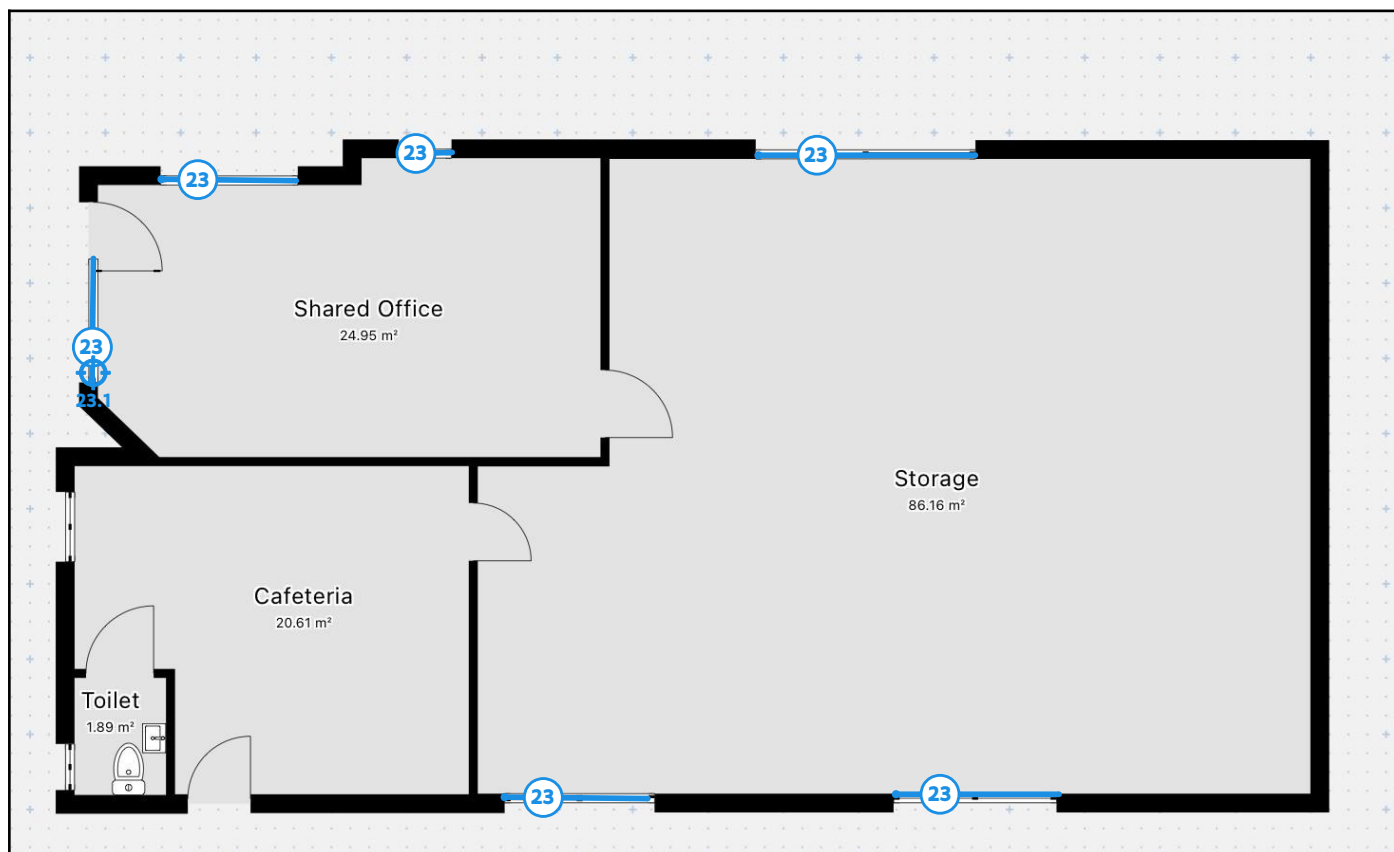 23
23
23
Shared Office
24.95 m²
23
23.1
Storage
86.16 m²
Cafeteria
20.61 m²
Toilet
1.89 m²
23
23